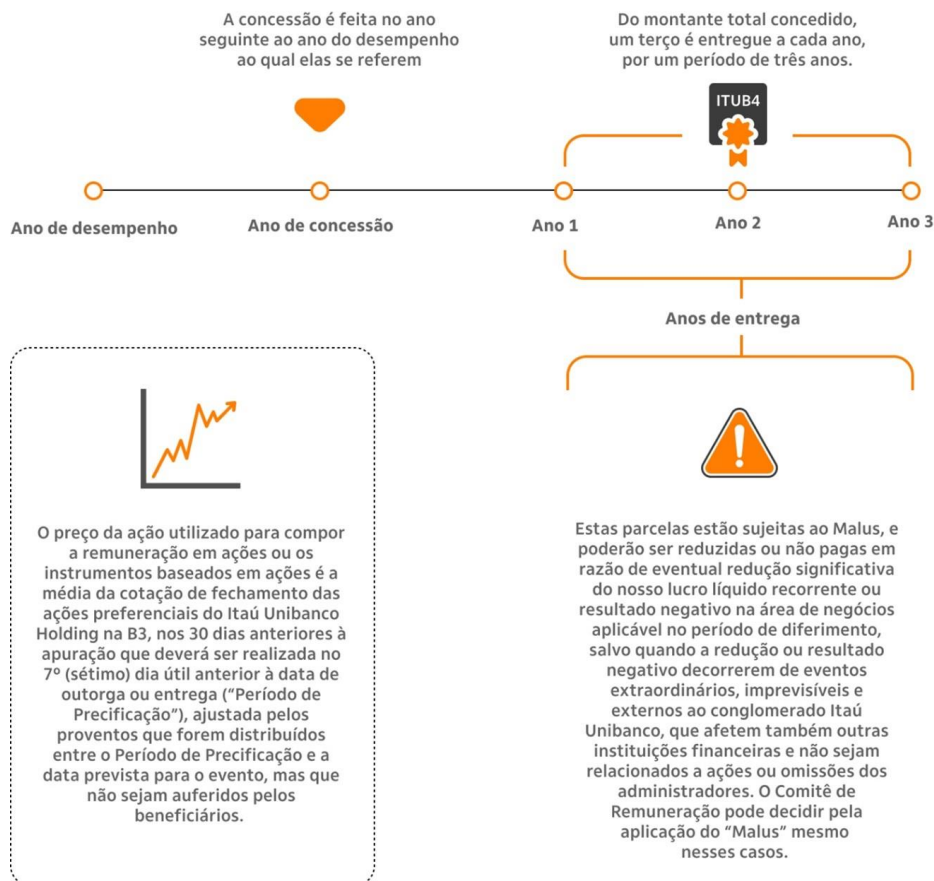 A concessão é feita no ano
seguinte ao ano do desempenho
ao qual elas se referem
Do montante total concedido,
um terço é entregue a cada ano,
por um período de três anos.
ITUB4
Ano de desempenho
Ano de concessão
Ano 1
Ano 2
Ano 3
Anos de entrega
O preço da ação utilizado para compor
a remuneração em ações ou os
instrumentos baseados em ações é a
média da cotação de fechamento das
ações preferenciais do Itaú Unibanco
Holding na B3, nos 30 dias anteriores à
apuração que deverá ser realizada no
7º (sétimo) dia útil anterior à data de
outorga ou entrega (“Período de
Precificação”), ajustada pelos
proventos que forem distribuídos
entre o Período de Precificação e a
data prevista para o evento, mas que
não sejam auferidos pelos
beneficiários.
Estas parcelas estão sujeitas ao Malus, e
poderão ser reduzidas ou não pagas em
razão de eventual redução significativa
do nosso lucro líquido recorrente ou
resultado negativo na área de negócios
aplicável no período de diferimento,
salvo quando a redução ou resultado
negativo decorrerem de eventos
extraordinários, imprevisíveis e
externos ao conglomerado Itaú
Unibanco, que afetem também outras
instituições financeiras e não sejam
relacionados a ações ou omissões dos
administradores. O Comitê de
Remuneração pode decidir pela
aplicação do “Malus” mesmo
nesses casos.